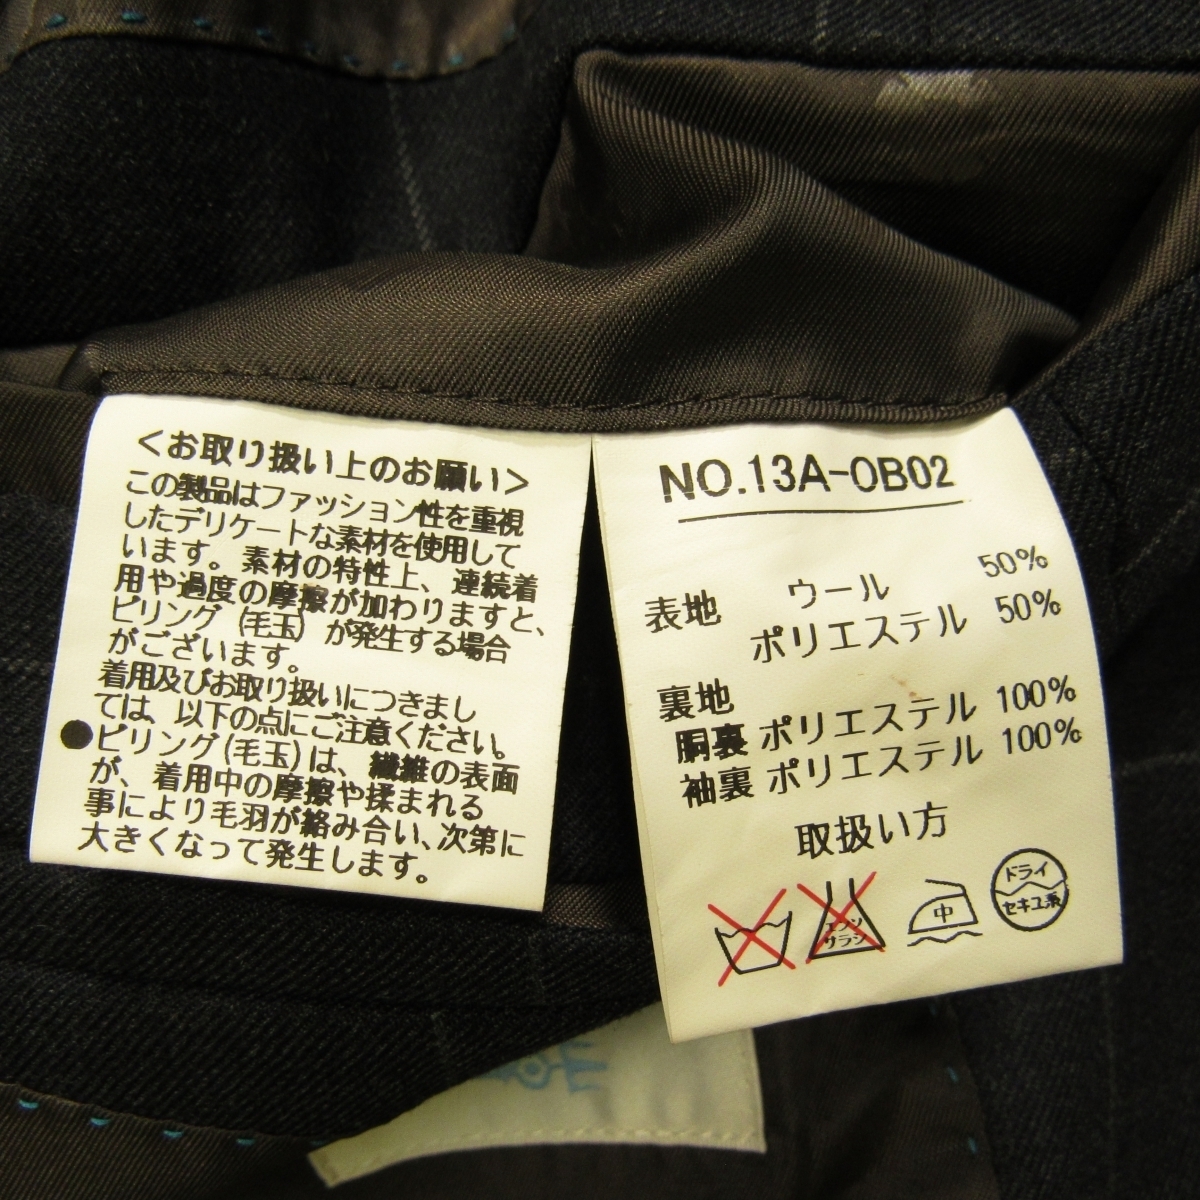 <お取り扱い上のお願い>
この製品はファッション性を重視
したデリケートな素材を使用して
います。素材の特性上、連続着
用や過度の摩擦が加わりますと、
ピリング(毛玉)が発生する場合
がございます。
着用及びお取り扱いにつきまし
ては、以下の点にご注意ください。
●ピリング(毛玉)は、繊維の表面
が、着用中の摩擦や揉まれる
事により毛羽が絡み合い、次第に
大きくなって発生します。
NO.13A-OB02
表地 ウール 50%
ポリエステル 50%
裏地
胴裏 ポリエステル 100%
袖裏 ポリエステル 100%
取扱い方
エンソ
サラシ
中
ドライ
セキユ系